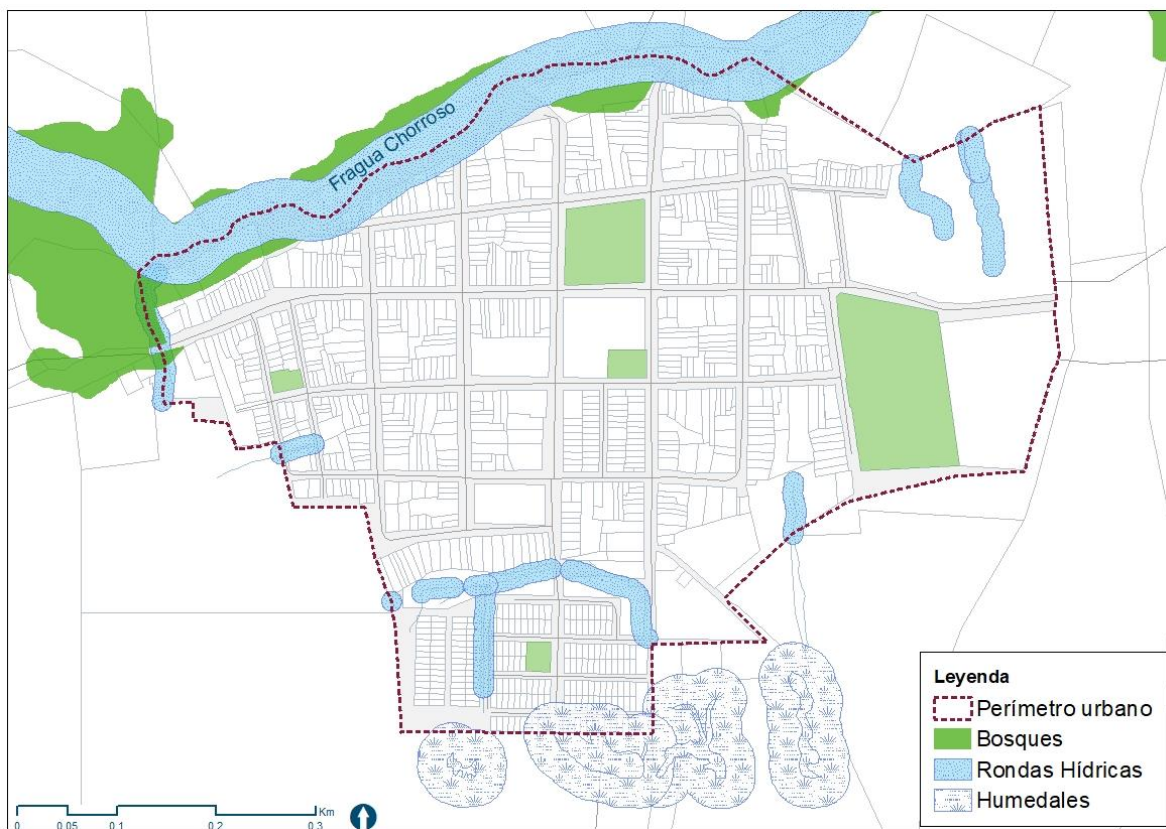 Fragua Chorroso
Leyenda
Perímetro urbano
Bosques
Rondas Hídricas
Humedales
Km
0 0.05 0.1 0.2 0.3